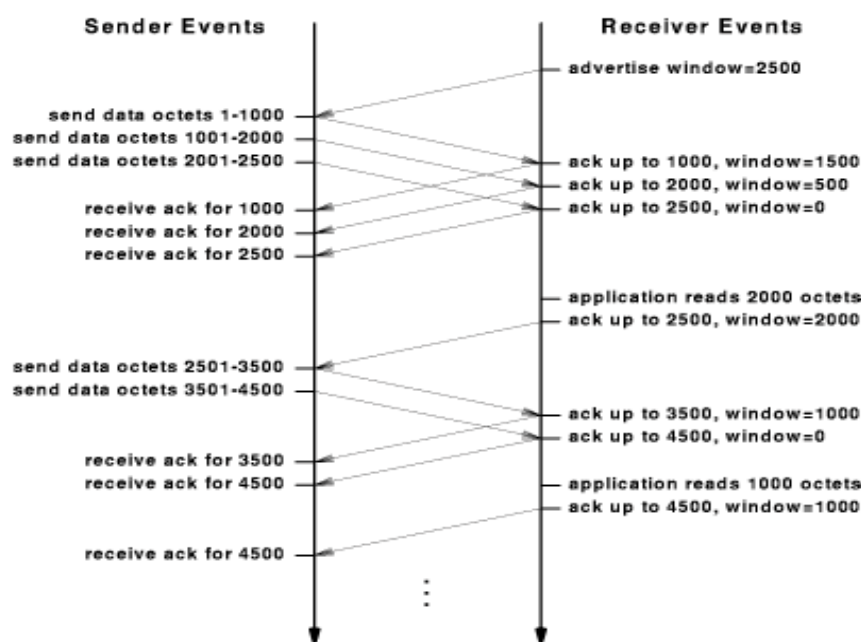 Sender Events
Receiver Events
advertise window=2500
send data octets 1-1000
send data octets 1001-2000
send data octets 2001-2500
ack up to 1000, window=1500
ack up to 2000, window=500
ack up to 2500, window=0
receive ack for 1000
receive ack for 2000
receive ack for 2500
application reads 2000 octets
ack up to 2500, window=2000
send data octets 2501-3500
send data octets 3501-4500
ack up to 3500, window=1000
ack up to 4500, window=0
receive ack for 3500
receive ack for 4500
application reads 1000 octets
ack up to 4500, window=1000
receive ack for 4500